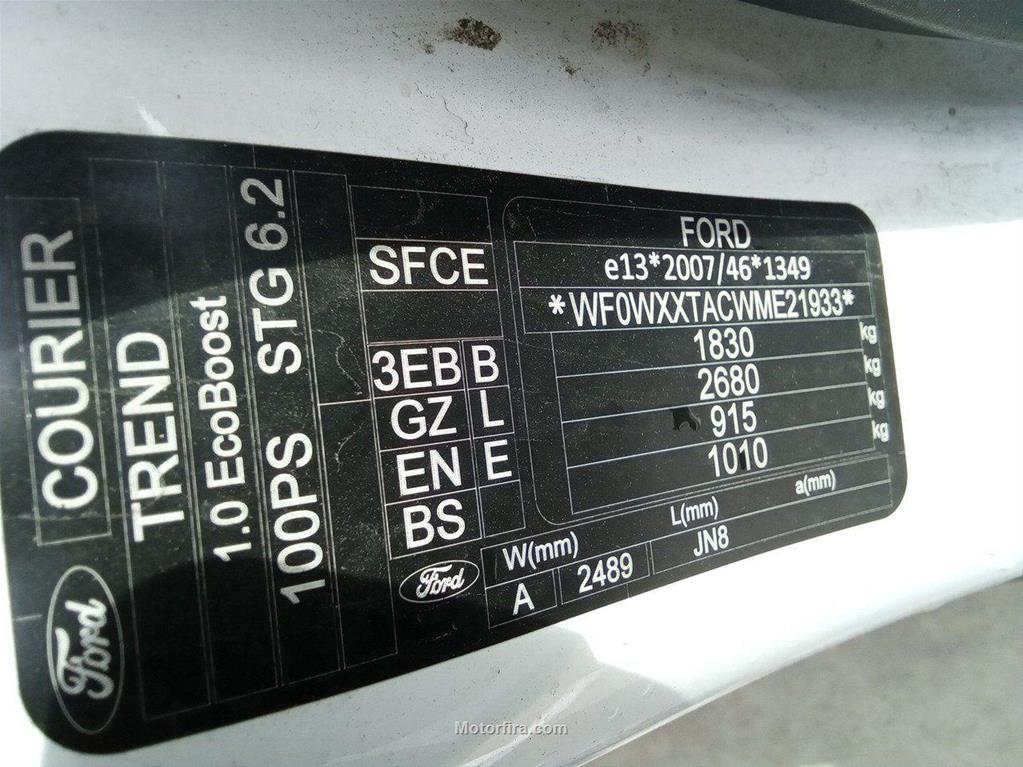 COURIER
TREND
1.0 EcoBoost
100PS STG 6.2
Ford
SFCE
3EB B
GZ L
EN E
BS
Ford
FORD
e13*2007/46*1349
*WF0WXXTACWME21933*
1830 kg
2680 kg
915 kg
1010 kg
W(mm) L(mm) a(mm)
A 2489 JN8
Motorfira.com